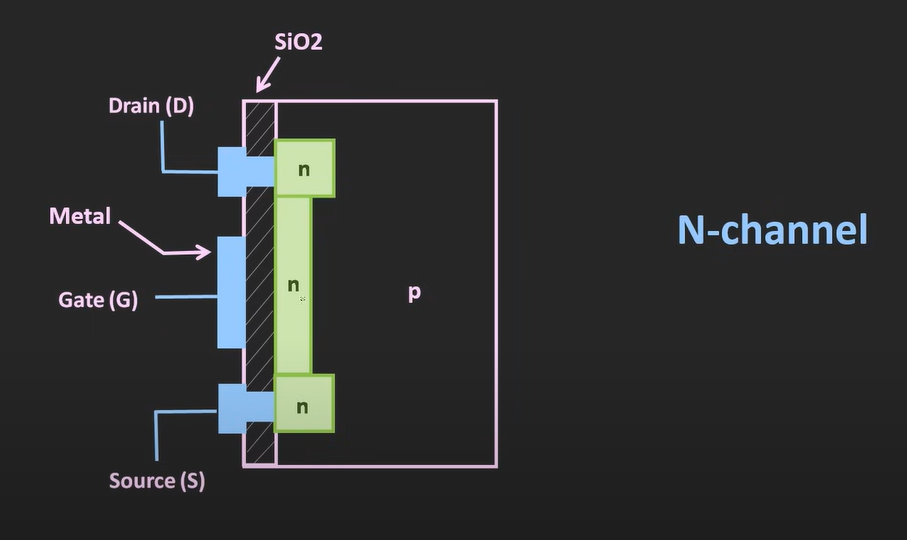 SiO2
Drain (D)
n
Metal
N-channel
n
p
Gate (G)
n
Source (S)